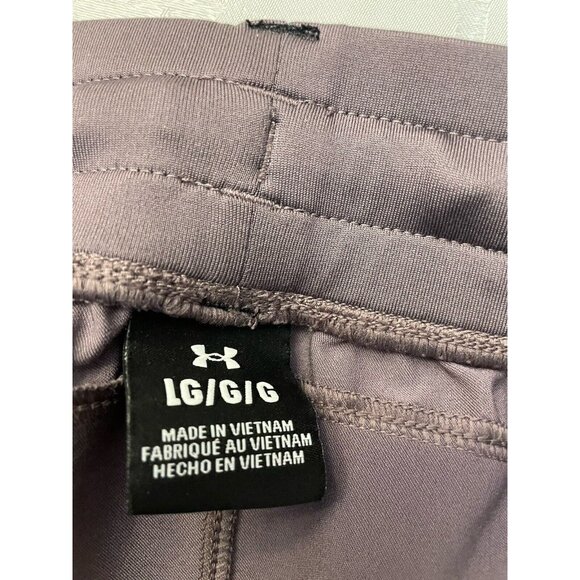 LG/G/G
MADE IN VIETNAM
FABRIQUÉ AU VIETNAM
HECHO EN VIETNAM